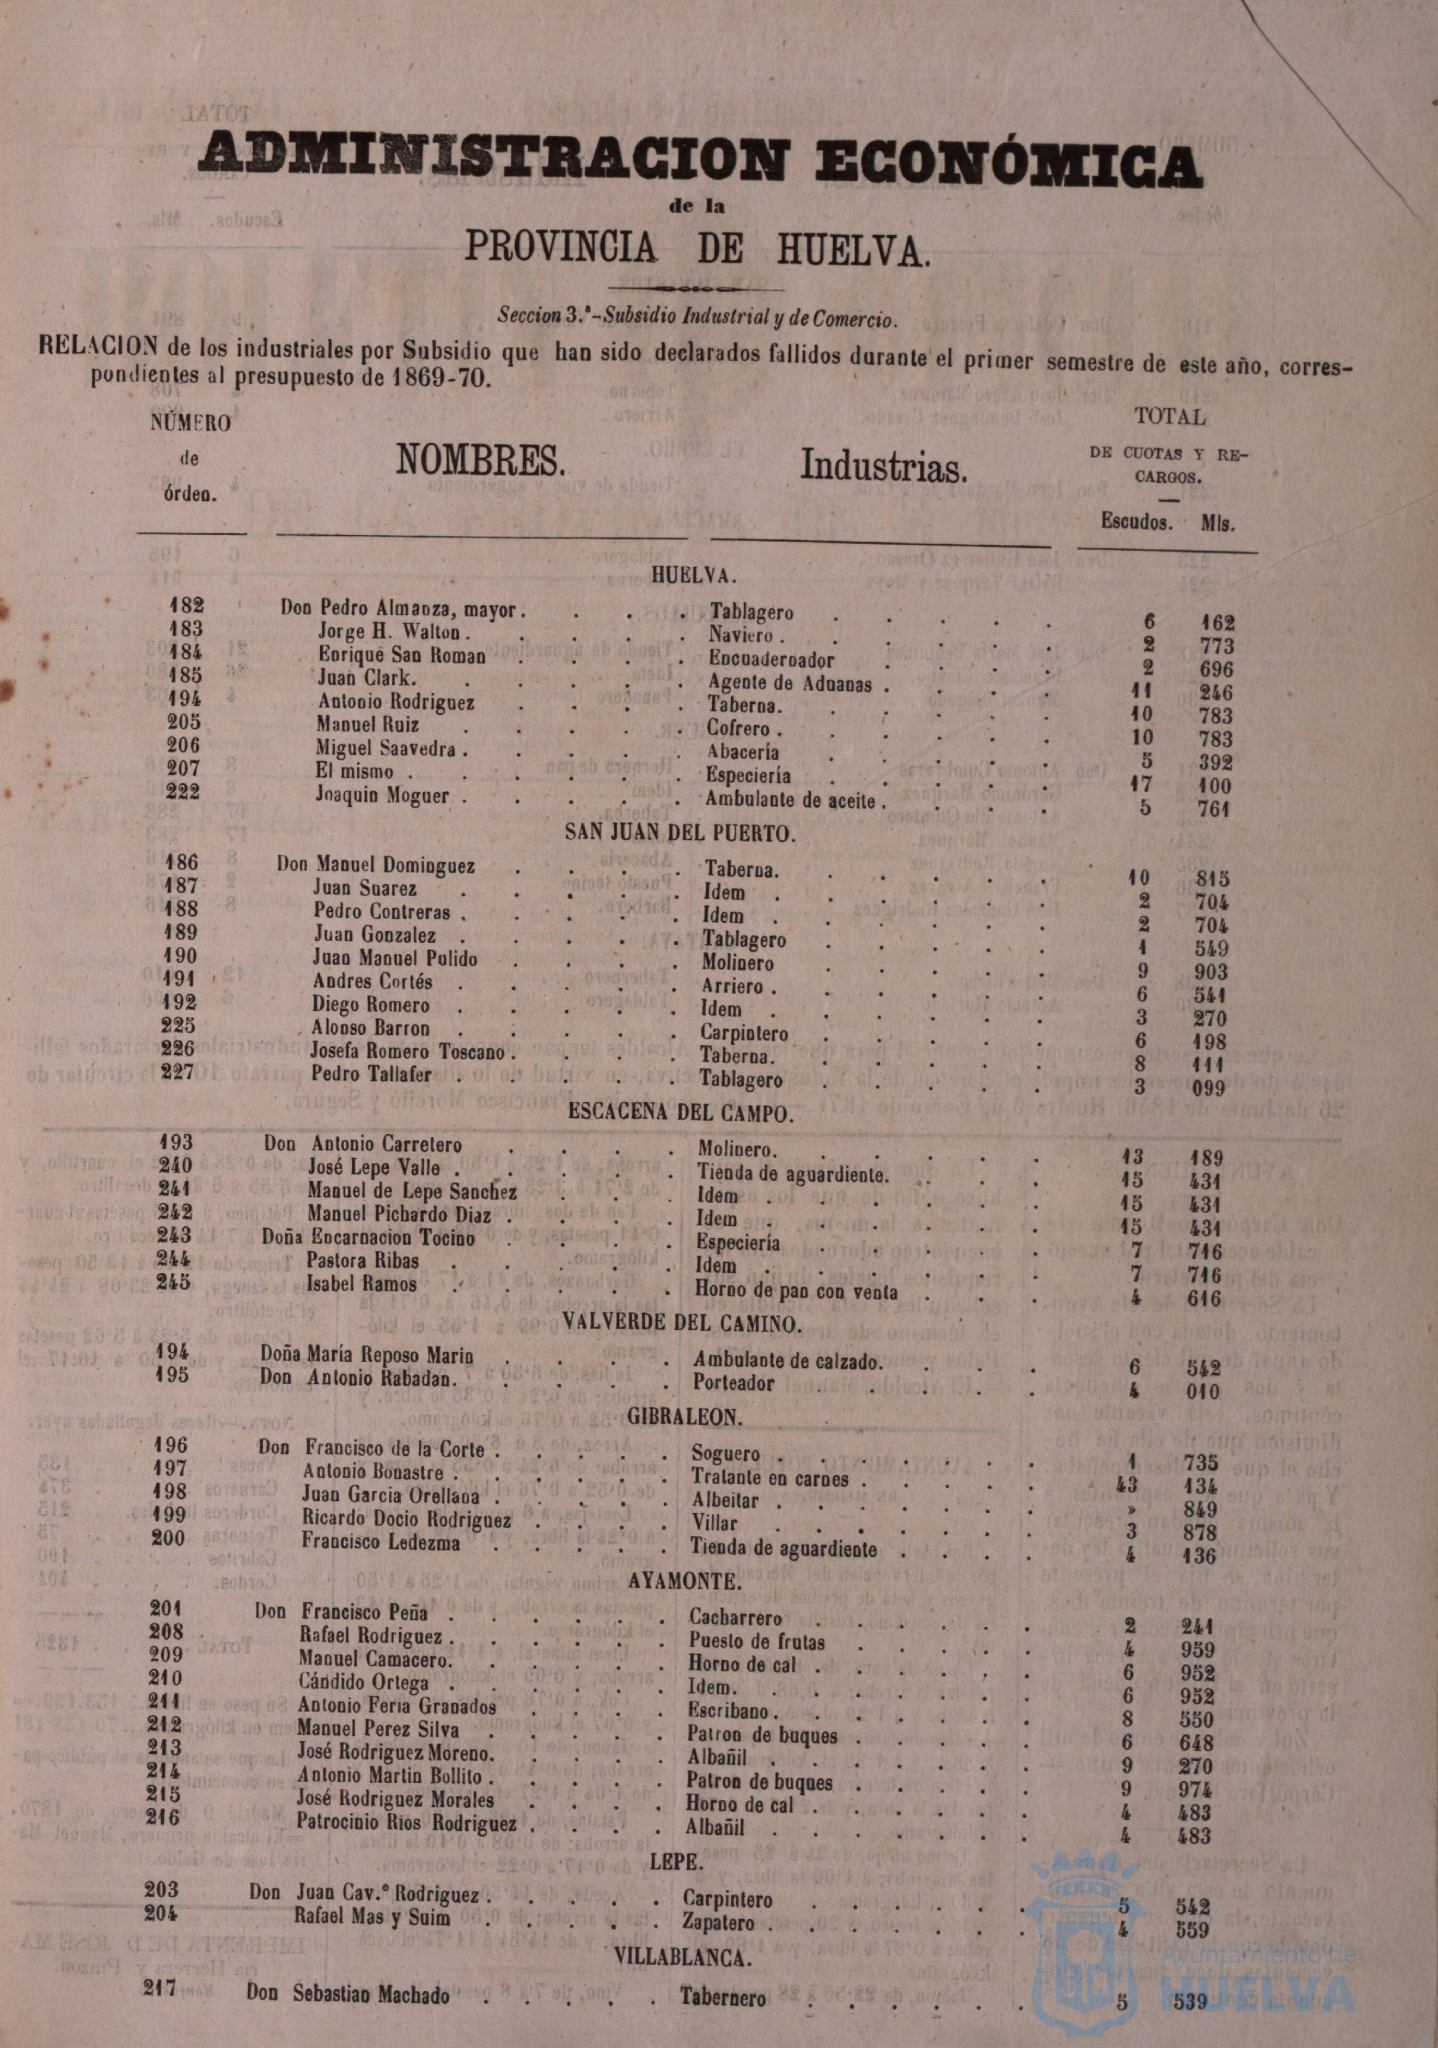 ADMINISTRACION ECONÓMICA
de la
PROVINCIA DE HUELVA.
Seccion 3.ª-Subsidio Industrial y de Comercio.
RELACION de los industriales por Subsidio que han sido declarados fallidos durante el primer semestre de este año, corres-
pondientes al presupuesto de 1869-70.
NÚMERO de órden. NOMBRES. Industrias. TOTAL DE CUOTAS Y RE-CARGOS.
Escudos. Mls.
HUELVA.
182 Don Pedro Almanza, mayor. Tablagero 6 162
183 Jorge H. Walton. Naviero. 2 773
184 Enrique San Roman Encuadernador 2 696
185 Juan Clark. Agente de Aduanas. 11 246
194 Antonio Rodriguez Taberna. 10 783
205 Manuel Ruiz Cofrero. 10 783
206 Miguel Saavedra. Abacería 5 392
207 El mismo. Especiería 17 100
222 Joaquin Moguer. Ambulante de aceite. 5 761
SAN JUAN DEL PUERTO.
186 Don Manuel Dominguez Taberna. 10 815
187 Juan Suarez Idem 2 704
188 Pedro Contreras. Idem 2 704
189 Juan Gonzalez Tablagero 1 549
190 Juan Manuel Pulido Molinero 9 903
191 Andres Cortés Arriero. 6 541
192 Diego Romero Idem 3 270
225 Alonso Barron Carpintero 6 198
226 Josefa Romero Toscano. Taberna. 8 111
227 Pedro Tallafer Tablagero 3 099
ESCACENA DEL CAMPO.
193 Don Antonio Carretero Molinero. 13 189
240 José Lepe Valle. Tienda de aguardiente. 15 431
241 Manuel de Lepe Sanchez Idem 15 431
242 Manuel Pichardo Diaz. Idem 15 431
243 Doña Encarnacion Tocino Especiería 7 716
244 Pastora Ribas Idem 7 716
245 Isabel Ramos Horno de pan con venta 4 616
VALVERDE DEL CAMINO.
194 Doña María Reposo Marin Ambulante de calzado. 6 542
195 Don Antonio Rabadan. Porteador 4 010
GIBRALEON.
196 Don Francisco de la Corte. Soguero. 1 735
197 Antonio Bonastre. Tratante en carnes. 43 134
198 Juan Garcia Orellana. Albeitar. » 849
199 Ricardo Docio Rodriguez Villar 3 878
200 Francisco Ledezma Tienda de aguardiente. 4 136
AYAMONTE.
201 Don Francisco Peña. Cacharrero 2 241
208 Rafael Rodriguez. Puesto de frutas 4 959
209 Manuel Camacero. Horno de cal. 6 952
210 Cándido Ortega. Idem. 6 952
211 Antonio Feria Granados Escribano. 8 550
212 Manuel Perez Silva Patron de buques. 6 648
213 José Rodriguez Moreno. Albañil 9 270
214 Antonio Martin Bollito. Patron de buques. 9 974
215 José Rodriguez Morales Horno de cal. 4 483
216 Patrocinio Rios Rodriguez. Albañil. 4 483
LEPE.
203 Don Juan Cav.º Rodriguez. Carpintero 5 542
204 Rafael Mas y Suim Zapatero. 4 559
VILLABLANCA.
217 Don Sebastian Machado Tabernero 5 539
Ayuntamiento de
HUELVA